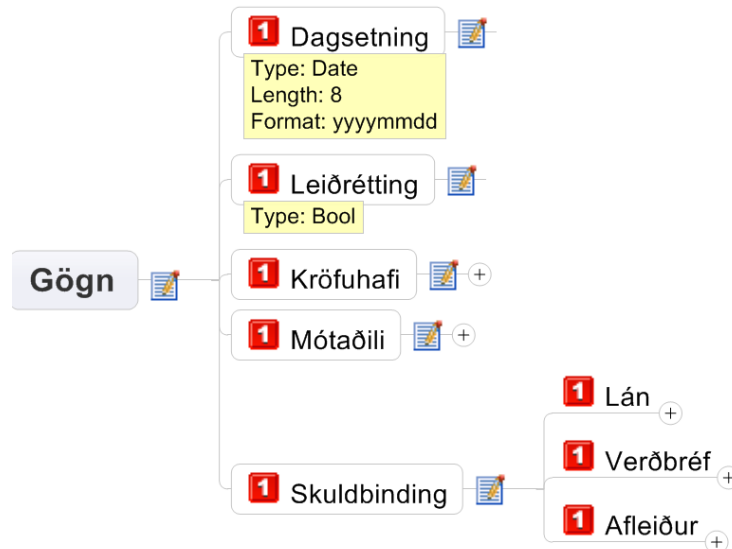 1 Dagsetning
Type: Date
Length: 8
Format: yyyymmdd
1 Leiðrétting
Type: Bool
Gögn
1 Kröfuhafi +
1 Mótaðili +
1 Lán +
1 Verðbréf +
1 Skuldbinding
1 Afleiður +